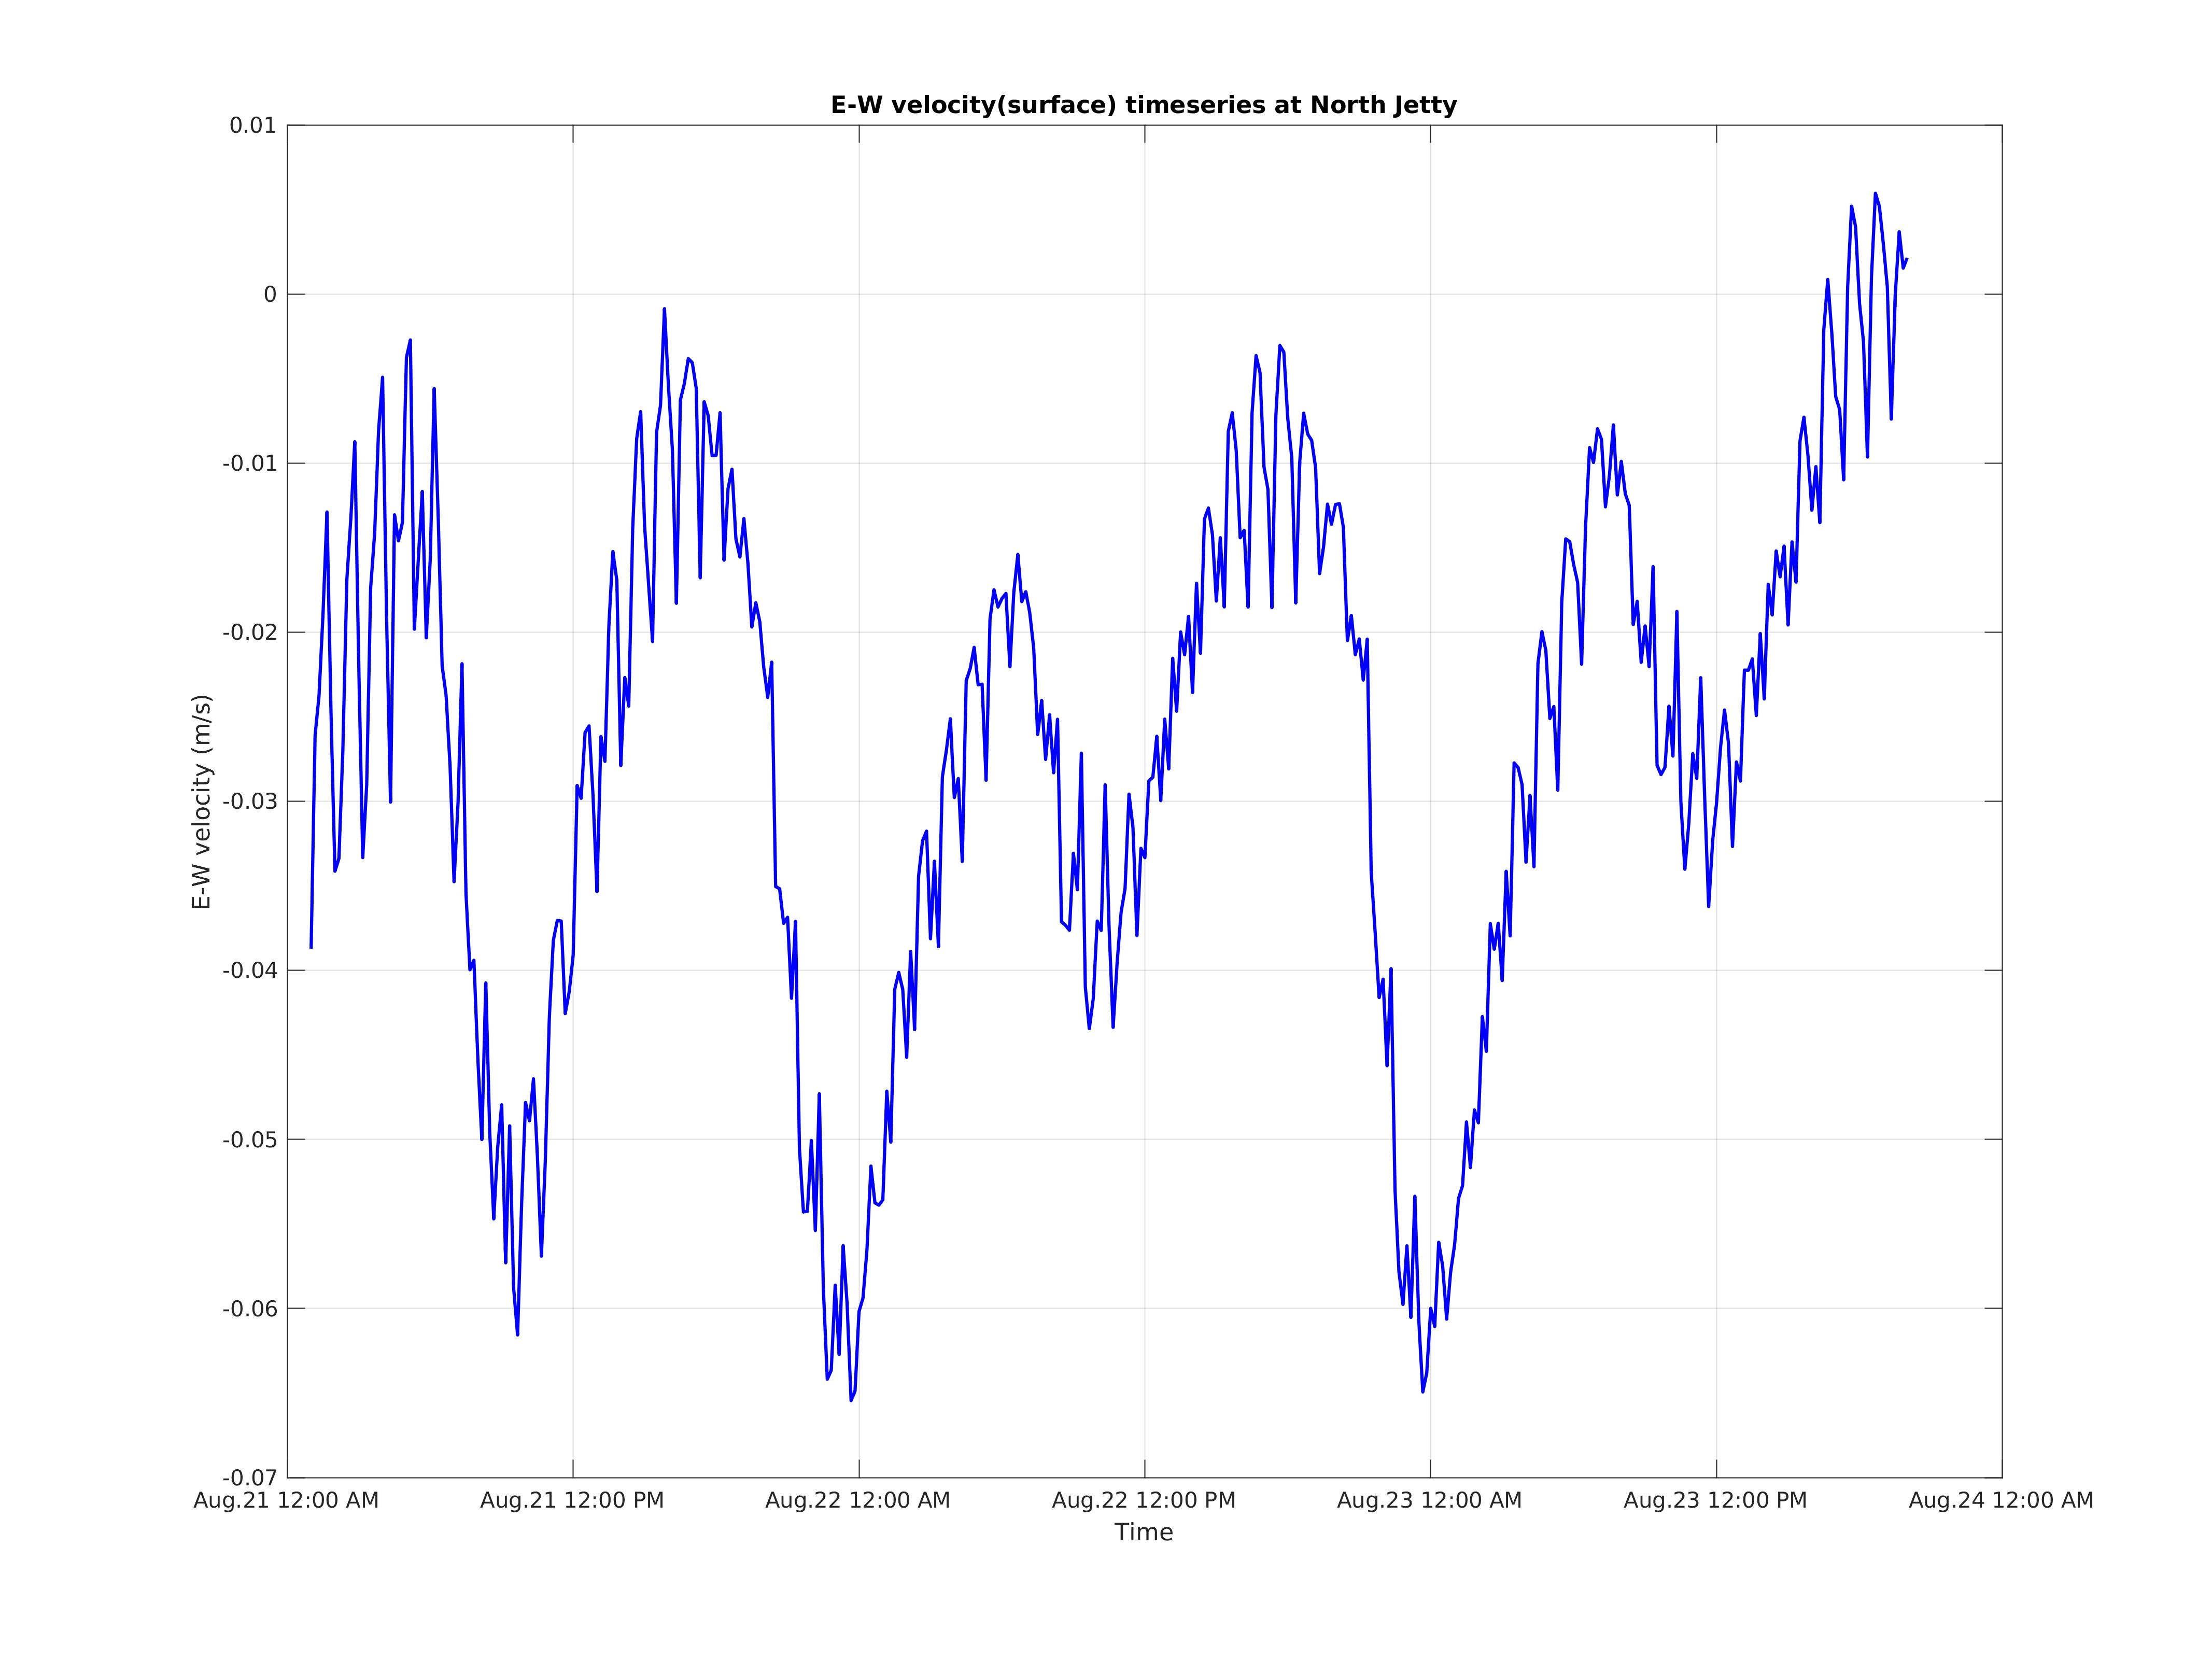 E-W velocity(surface) timeseries at North Jetty
0.01
0
-0.01
-0.02
-0.03
-0.04
-0.05
-0.06
-0.07
E-W velocity (m/s)
Aug.21 12:00 AM Aug.21 12:00 PM Aug.22 12:00 AM Aug.22 12:00 PM Aug.23 12:00 AM Aug.23 12:00 PM Aug.24 12:00 AM
Time